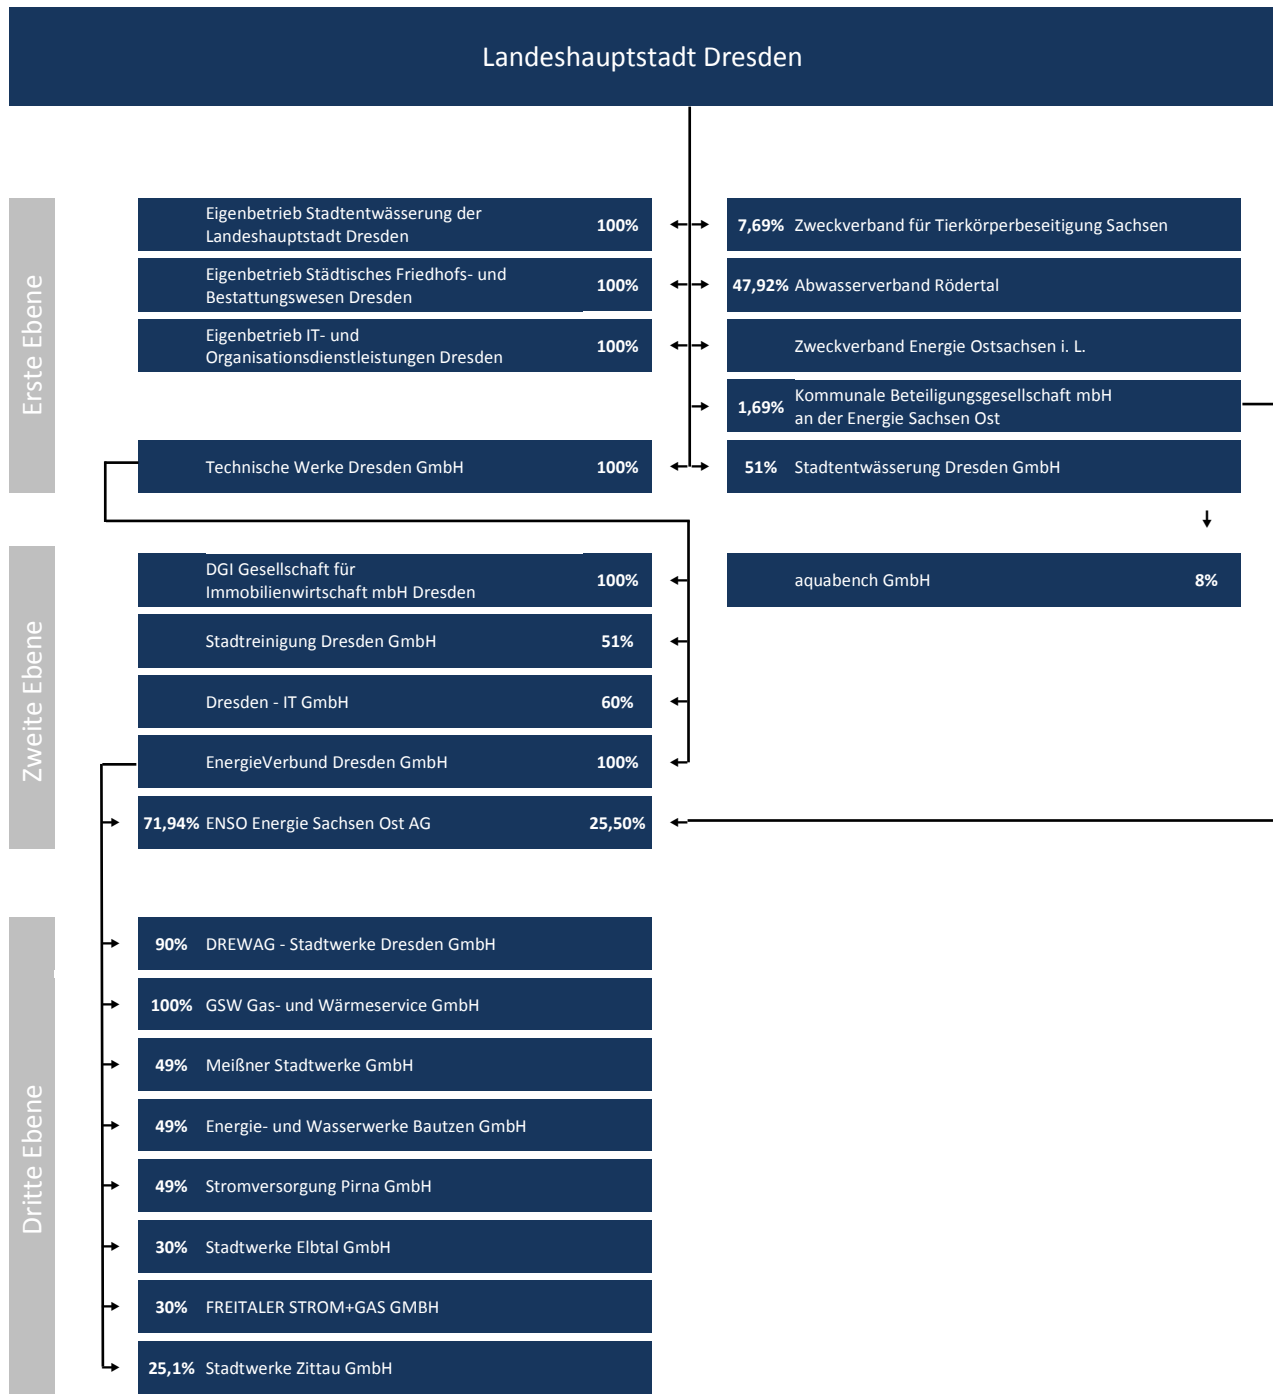 Landeshauptstadt Dresden
Erste Ebene
Eigenbetrieb Stadtentwässerung der
Landeshauptstadt Dresden
100%
7,69% Zweckverband für Tierkörperbeseitigung Sachsen
Eigenbetrieb Städtisches Friedhofs- und
Bestattungswesen Dresden
100%
47,92% Abwasserverband Rödertal
Eigenbetrieb IT- und
Organisationsdienstleistungen Dresden
100%
Zweckverband Energie Ostsachsen i. L.
1,69%
Kommunale Beteiligungsgesellschaft mbH
an der Energie Sachsen Ost
Technische Werke Dresden GmbH 100%
51% Stadtentwässerung Dresden GmbH
Zweite Ebene
DGI Gesellschaft für
Immobilienwirtschaft mbH Dresden
100%
aquabench GmbH 8%
Stadtreinigung Dresden GmbH 51%
Dresden - IT GmbH 60%
EnergieVerbund Dresden GmbH 100%
71,94% ENSO Energie Sachsen Ost AG 25,50%
Dritte Ebene
90% DREWAG - Stadtwerke Dresden GmbH
100% GSW Gas- und Wärmeservice GmbH
49% Meißner Stadtwerke GmbH
49% Energie- und Wasserwerke Bautzen GmbH
49% Stromversorgung Pirna GmbH
30% Stadtwerke Elbtal GmbH
30% FREITALER STROM+GAS GMBH
25,1% Stadtwerke Zittau GmbH